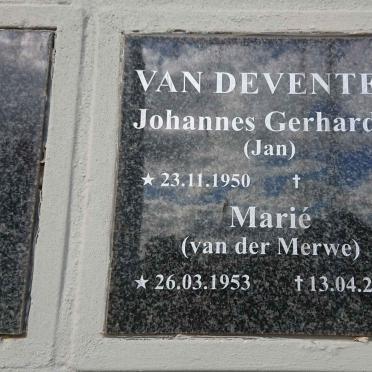 VAN DEVENTE
Johannes Gerhard
(Jan)
★ 23.11.1950 †
Marié
(van der Merwe)
★ 26.03.1953 † 13.04.2